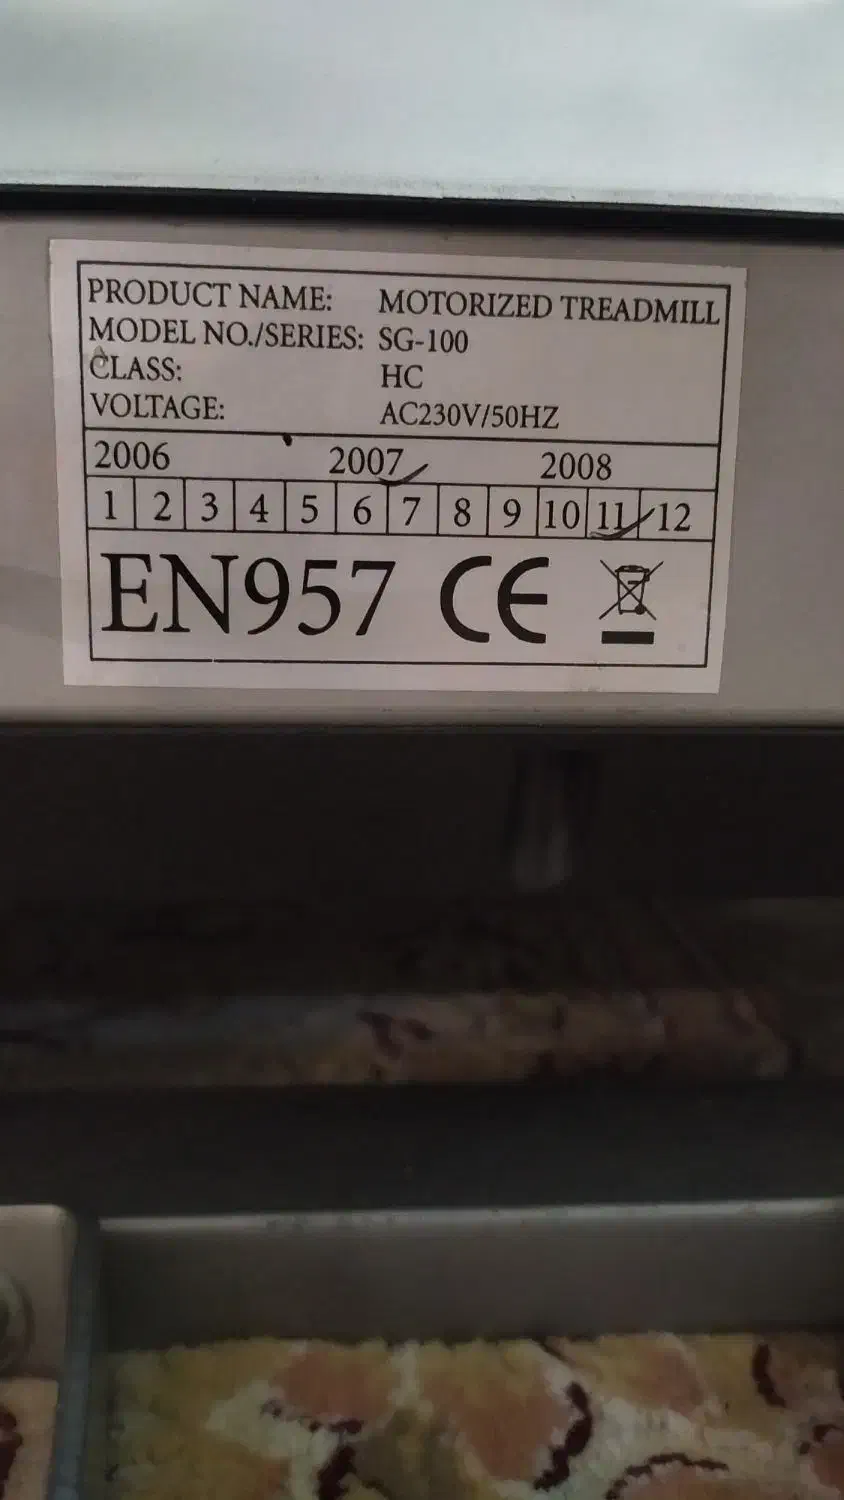 PRODUCT NAME: MOTORIZED TREADMILL
MODEL NO./SERIES: SG-100
CLASS: HC
VOLTAGE: AC230V/50HZ
2006 2007 2008
1 2 3 4 5 6 7 8 9 10 11 12
EN957 CE